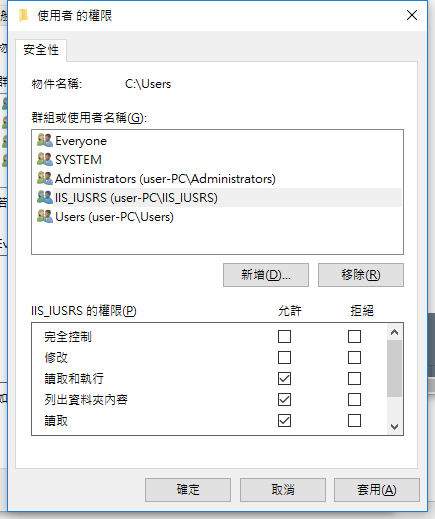 使用者 的權限
安全性
物件名稱: C:\Users
群組或使用者名稱(G):
Everyone
SYSTEM
Administrators (user-PC\Administrators)
IIS_IUSRS (user-PC\IIS_IUSRS)
Users (user-PC\Users)
新增(D)... 移除(R)
IIS_IUSRS 的權限(P) 允許 拒絕
完全控制
修改
讀取和執行
列出資料夾內容
讀取
確定 取消 套用(A)